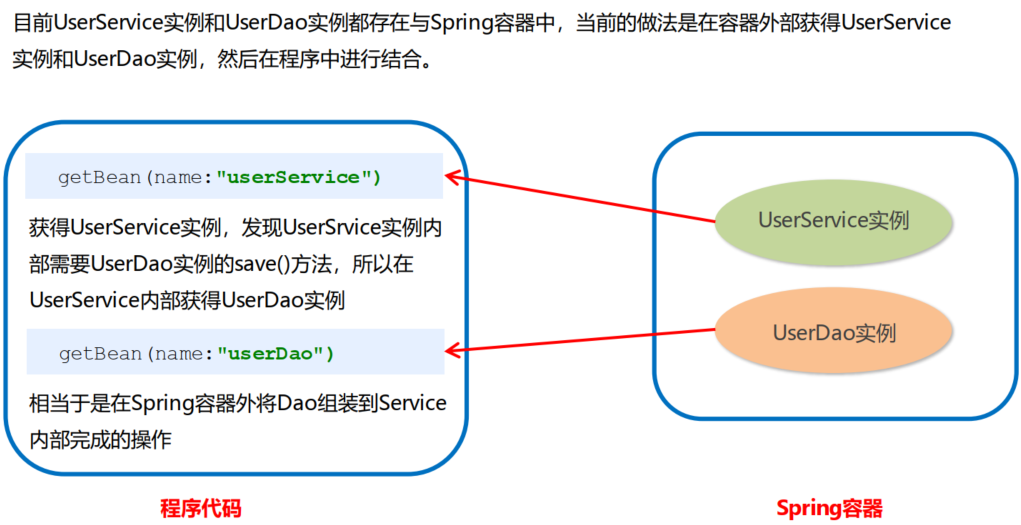 目前UserService实例和UserDao实例都存在与Spring容器中，当前的做法是在容器外部获得UserService
实例和UserDao实例，然后在程序中进行结合。
getBean(name:"userService")
获得UserService实例，发现UserSrvice实例内
部需要UserDao实例的save()方法，所以在
UserService内部获得UserDao实例
getBean(name:"userDao")
相当于是在Spring容器外将Dao组装到Service
内部完成的操作
程序代码
UserService实例
UserDao实例
Spring容器